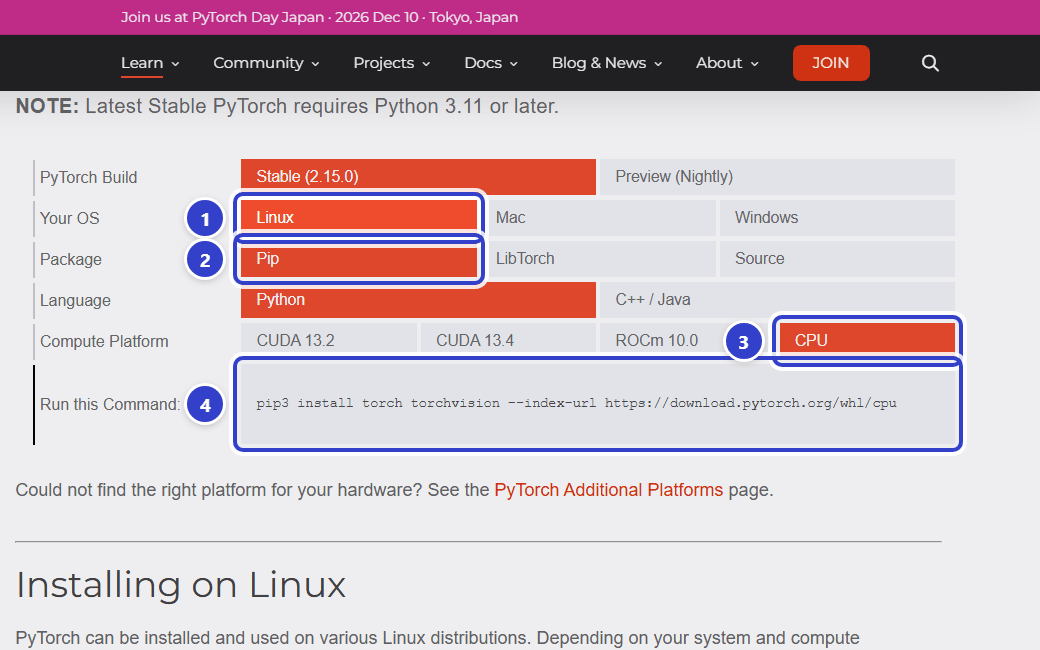 Join us at PyTorch Day Japan · 2026 Dec 10 · Tokyo, Japan
Learn Community Projects Docs Blog & News About JOIN
NOTE: Latest Stable PyTorch requires Python 3.11 or later.
PyTorch Build Stable (2.15.0) Preview (Nightly)
Your OS 1 Linux Mac Windows
Package 2 Pip LibTorch Source
Language Python C++ / Java
Compute Platform CUDA 13.2 CUDA 13.4 ROCm 10.0 3 CPU
Run this Command: 4 pip3 install torch torchvision --index-url https://download.pytorch.org/whl/cpu
Could not find the right platform for your hardware? See the PyTorch Additional Platforms page.
Installing on Linux
PyTorch can be installed and used on various Linux distributions. Depending on your system and compute